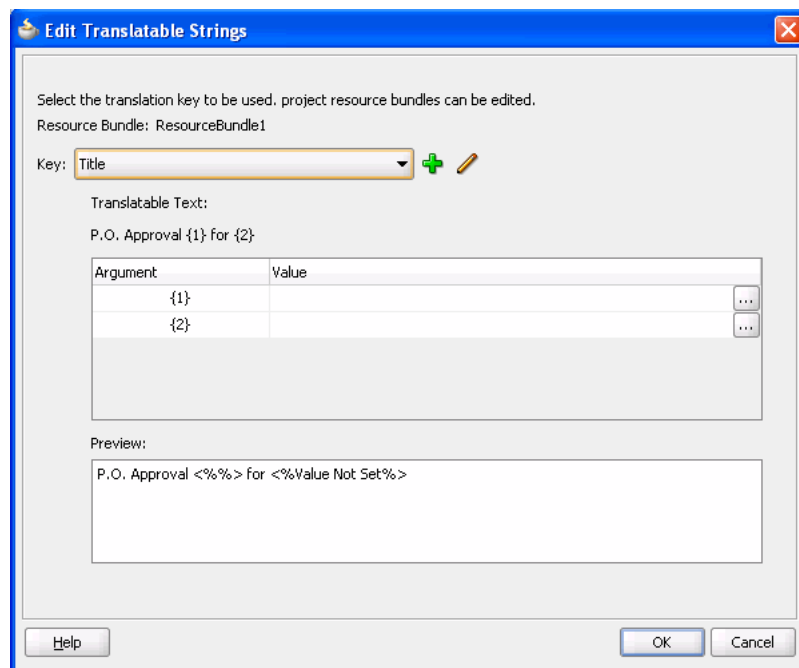 Edit Translatable Strings
Select the translation key to be used. project resource bundles can be edited.
Resource Bundle: ResourceBundle1
Key: Title
Translatable Text:
P.O. Approval {1} for {2}
Argument Value
{1} ...
{2} ...
Preview:
P.O. Approval <%%> for <%Value Not Set%>
Help OK Cancel